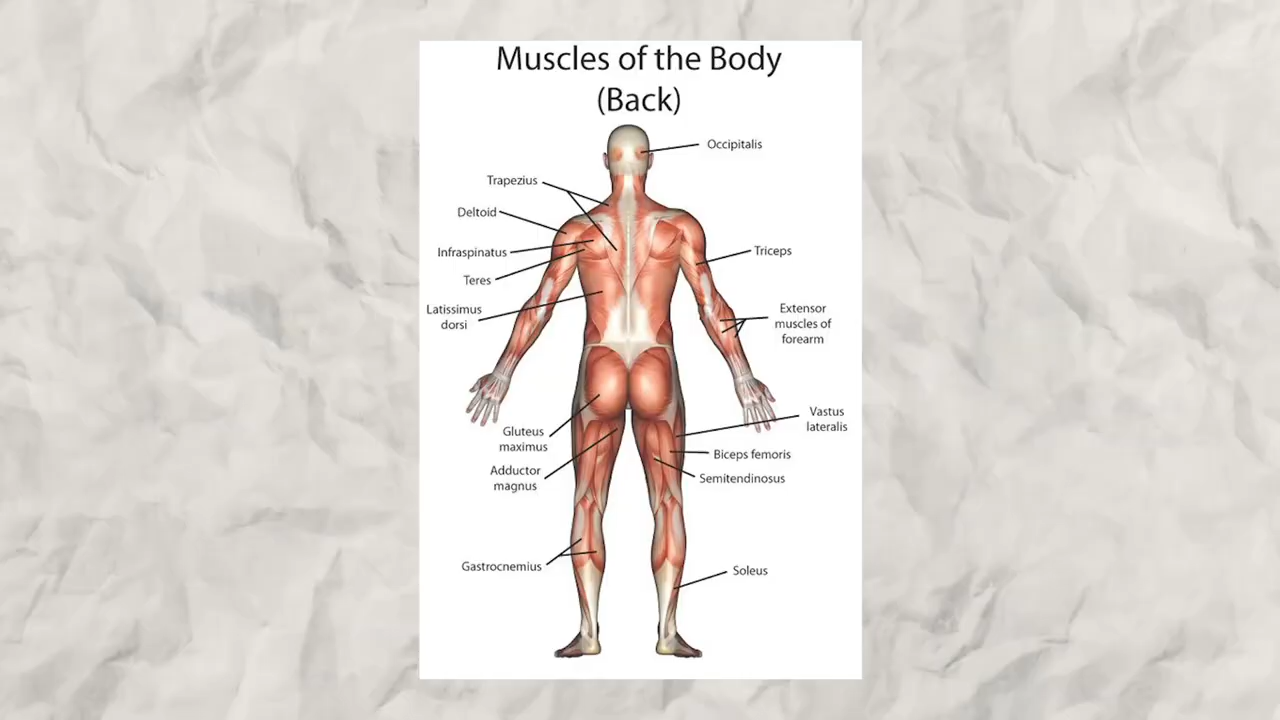 Muscles of the Body
(Back)
Occipitalis
Trapezius
Deltoid
Infraspinatus
Teres
Latissimus
dorsi
Triceps
Extensor
muscles of
forearm
Gluteus
maximus
Adductor
magnus
Vastus
lateralis
Biceps femoris
Semitendinosus
Gastrocnemius
Soleus